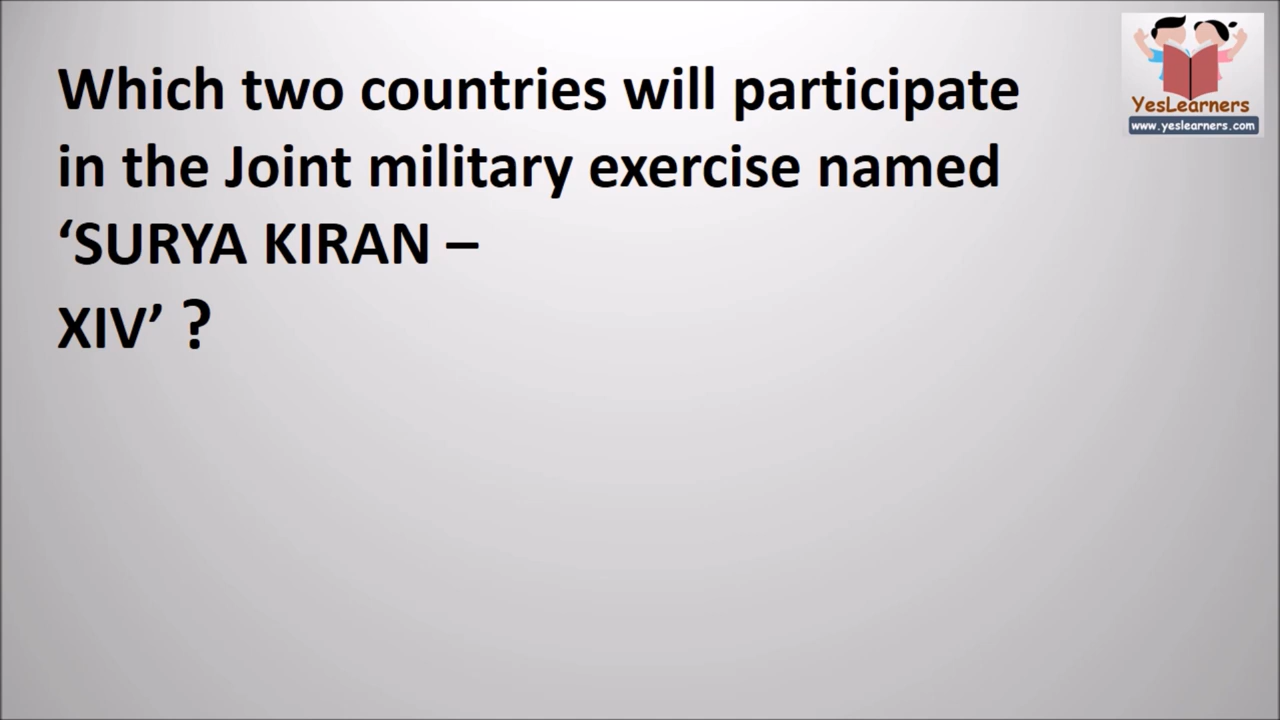 Which two countries will participate
in the Joint military exercise named
‘SURYA KIRAN –
XIV’ ?
YesLearners
www.yeslearners.com